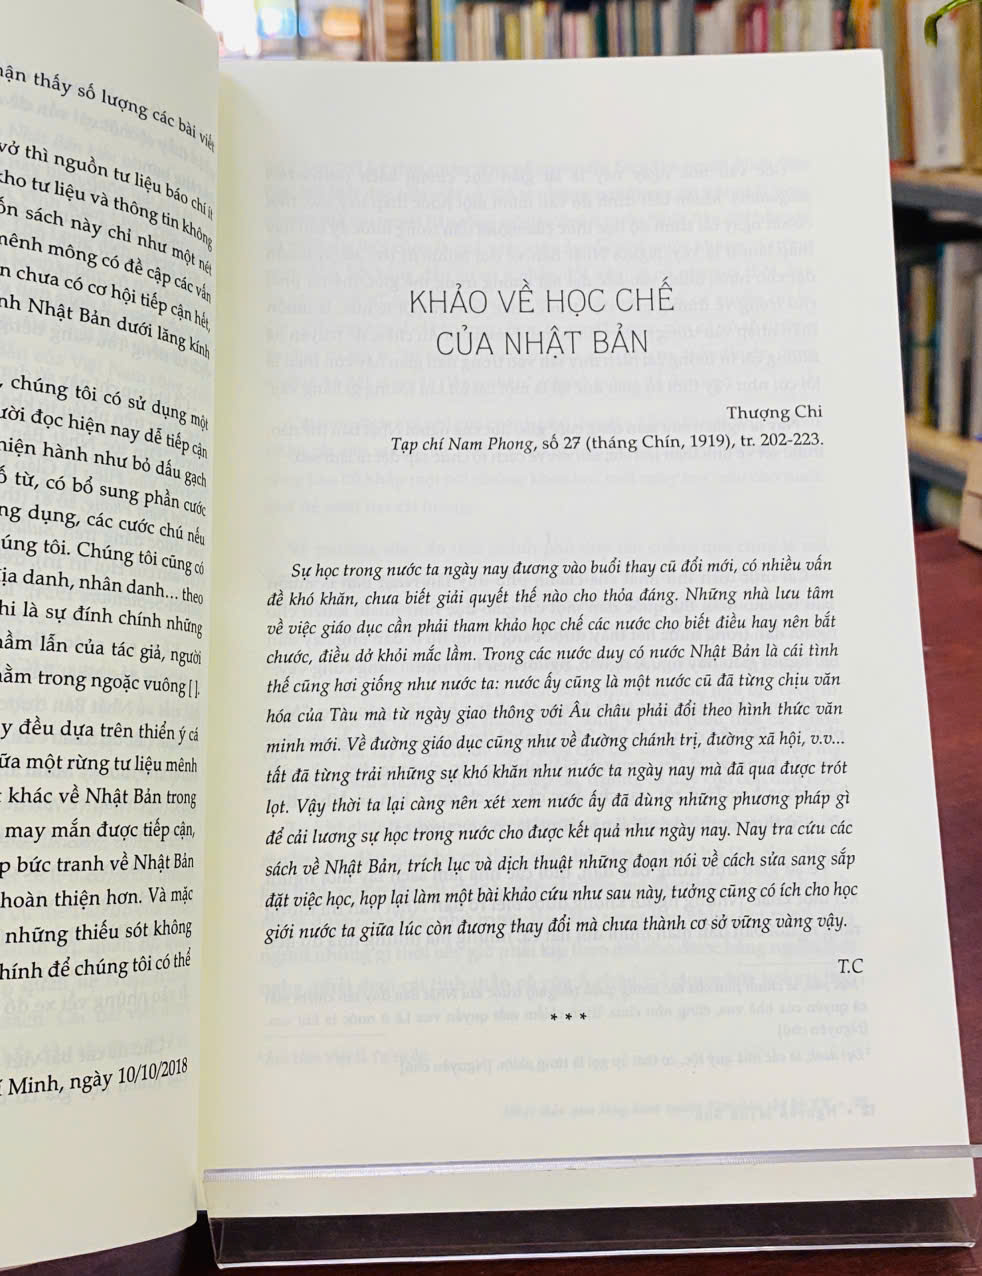 nận thấy số lượng các bài viết
vở thì nguồn tư liệu báo chí ít
kho tư liệu và thông tin không
ốn sách này chỉ như một nét
mênh mông có đề cập các vấn
n chưa có cơ hội tiếp cận hết,
nh Nhật Bản dưới lăng kính
, chúng tôi có sử dụng một
ười đọc hiện nay dễ tiếp cận
hiện hành như bỏ dấu gạch
ố từ, có bổ sung phần cước
ng dụng, các cước chú nếu
úng tôi. Chúng tôi cũng có
ịa danh, nhân danh... theo
hi là sự đính chính những
ầm lẫn của tác giả, người
ằm trong ngoặc vuông [ ].
y đều dựa trên thiển ý cá
ữa một rừng tư liệu mênh
khác về Nhật Bản trong
may mắn được tiếp cận,
p bức tranh về Nhật Bản
hoàn thiện hơn. Và mặc
những thiếu sót không
hính để chúng tôi có thể
Minh, ngày 10/10/2018
KHẢO VỀ HỌC CHẾ
CỦA NHẬT BẢN
Thượng Chi
Tạp chí Nam Phong, số 27 (tháng Chín, 1919), tr. 202-223.
Sự học trong nước ta ngày nay đương vào buổi thay cũ đổi mới, có nhiều vấn
đề khó khăn, chưa biết giải quyết thế nào cho thỏa đáng. Những nhà lưu tâm
về việc giáo dục cần phải tham khảo học chế các nước cho biết điều hay nên bắt
chước, điều dở khỏi mắc lầm. Trong các nước duy có nước Nhật Bản là cái tình
thế cũng hơi giống như nước ta: nước ấy cũng là một nước cũ đã từng chịu văn
hóa của Tàu mà từ ngày giao thông với Âu châu phải đổi theo hình thức văn
minh mới. Về đường giáo dục cũng như về đường chánh trị, đường xã hội, v.v...
tất đã từng trải những sự khó khăn như nước ta ngày nay mà đã qua được trót
lọt. Vậy thời ta lại càng nên xét xem nước ấy đã dùng những phương pháp gì
để cải lương sự học trong nước cho được kết quả như ngày nay. Nay tra cứu các
sách về Nhật Bản, trích lục và dịch thuật những đoạn nói về cách sửa sang sắp
đặt việc học, họp lại làm một bài khảo cứu như sau này, tưởng cũng có ích cho học
giới nước ta giữa lúc còn đương thay đổi mà chưa thành cơ sở vững vàng vậy.
T.C
* * *